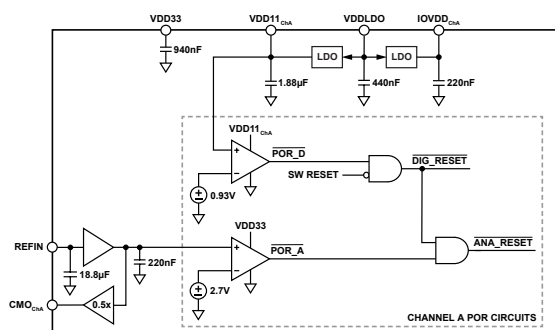 VDD33
VDD11ChA
VDDLDO
IOVDDChA
940nF
LDO
LDO
1.88µF
440nF
220nF
VDD11ChA
POR_D
DIG_RESET
SW RESET
0.93V
VDD33
REFIN
POR_A
ANA_RESET
18.8µF
220nF
CMOChA
0.5x
2.7V
CHANNEL A POR CIRCUITS